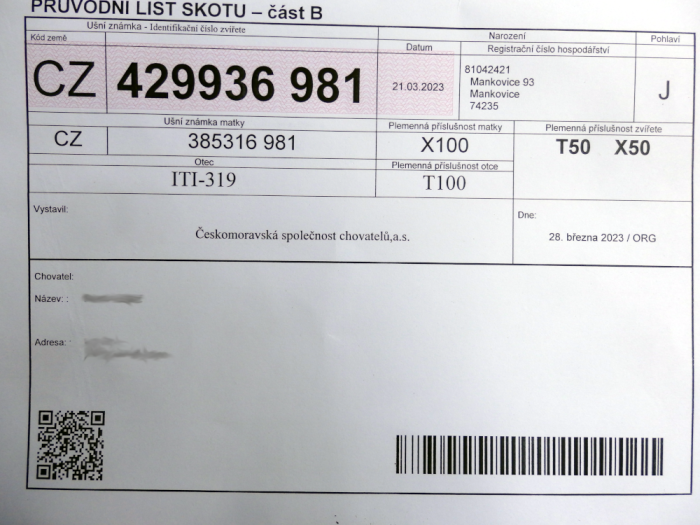 PRŮVODNÍ LIST SKOTU – část B
Ušní známka - Identifikační číslo zvířete
Kód země
CZ 429936 981
Narození
Datum
21.03.2023
Registrační číslo hospodářství
81042421
Mankovice 93
Mankovice
74235
Pohlaví
J
Ušní známka matky
CZ 385316 981
Plemenná příslušnost matky
X100
Plemenná příslušnost zvířete
T50 X50
Otec
ITI-319
Plemenná příslušnost otce
T100
Vystavil:
Českomoravská společnost chovatelů,a.s.
Dne:
28. března 2023 / ORG
Chovatel:
Název: :
Adresa: :